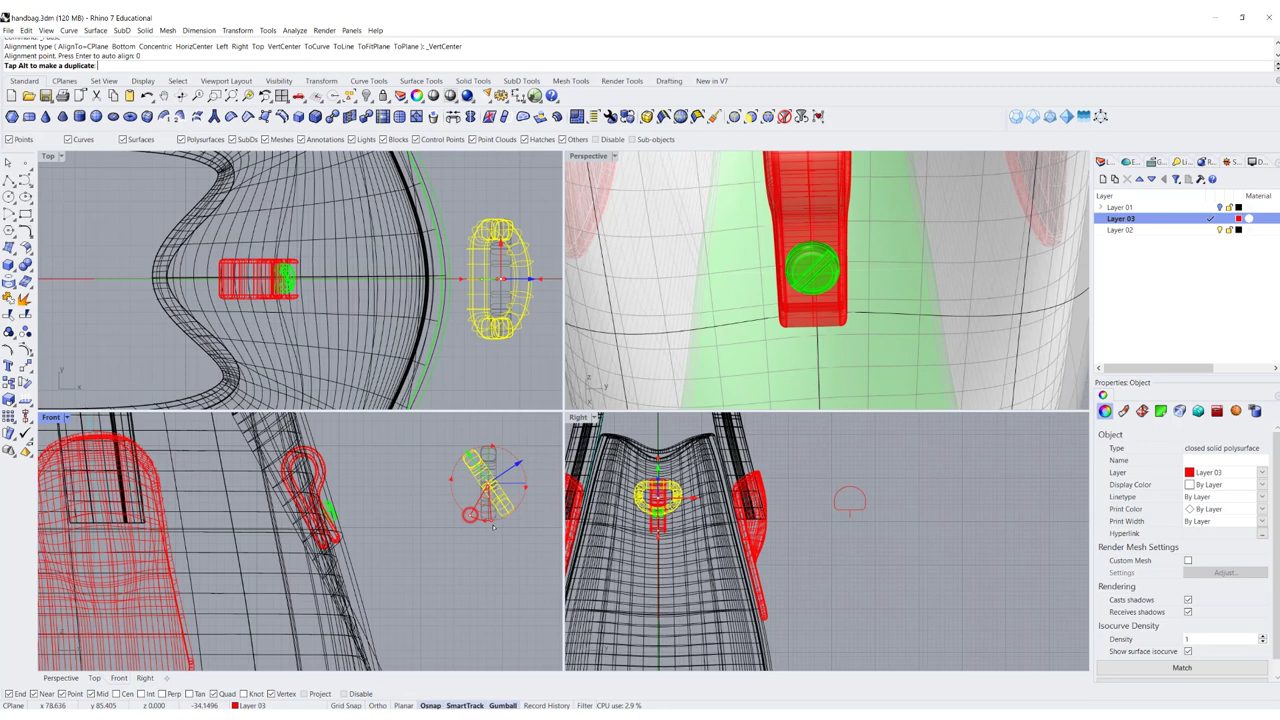 handbag.3dm (120 MB) - Rhino 7 Educational
File Edit View Curve Surface SubD Solid Mesh Dimension Transform Tools Analyze Render Panels Help
Alignment type ( AlignTo=CPlane Bottom Concentric HorizCenter Left Right Top VertCenter ToCurve ToLine ToFitPlane ToPlane ): _VertCenter
Alignment point. Press Enter to auto align: 0
Tap Alt to make a duplicate:
Standard CPlanes Set View Display Select Viewport Layout Visibility Transform Curve Tools Surface Tools Solid Tools SubD Tools Mesh Tools Render Tools Drafting New in V7
Points Curves Surfaces Polysurfaces SubDs Meshes Annotations Lights Blocks Control Points Point Clouds Hatches Others Disable Sub-objects
Top
Perspective
Layer Material
Layer 01
Layer 03
Layer 02
y
x
z
y
Properties: Object
Front
Right
Object
Type closed solid polysurface
Name
Layer Layer 03
Display Color By Layer
Linetype By Layer
Print Color By Layer
Print Width By Layer
Hyperlink ...
Render Mesh Settings
Custom Mesh
Settings Adjust...
Rendering
Casts shadows
Receives shadows
Isocurve Density
Density 1
Show surface isocurve
Match
Perspective Top Front Right
End Near Point Mid Cen Int Perp Tan Quad Knot Vertex Project Disable
CPlane x 78.636 y 85.405 z 0.000 -34.1496 Layer 03 Grid Snap Ortho Planar Osnap SmartTrack Gumball Record History Filter CPU use: 2.9 %